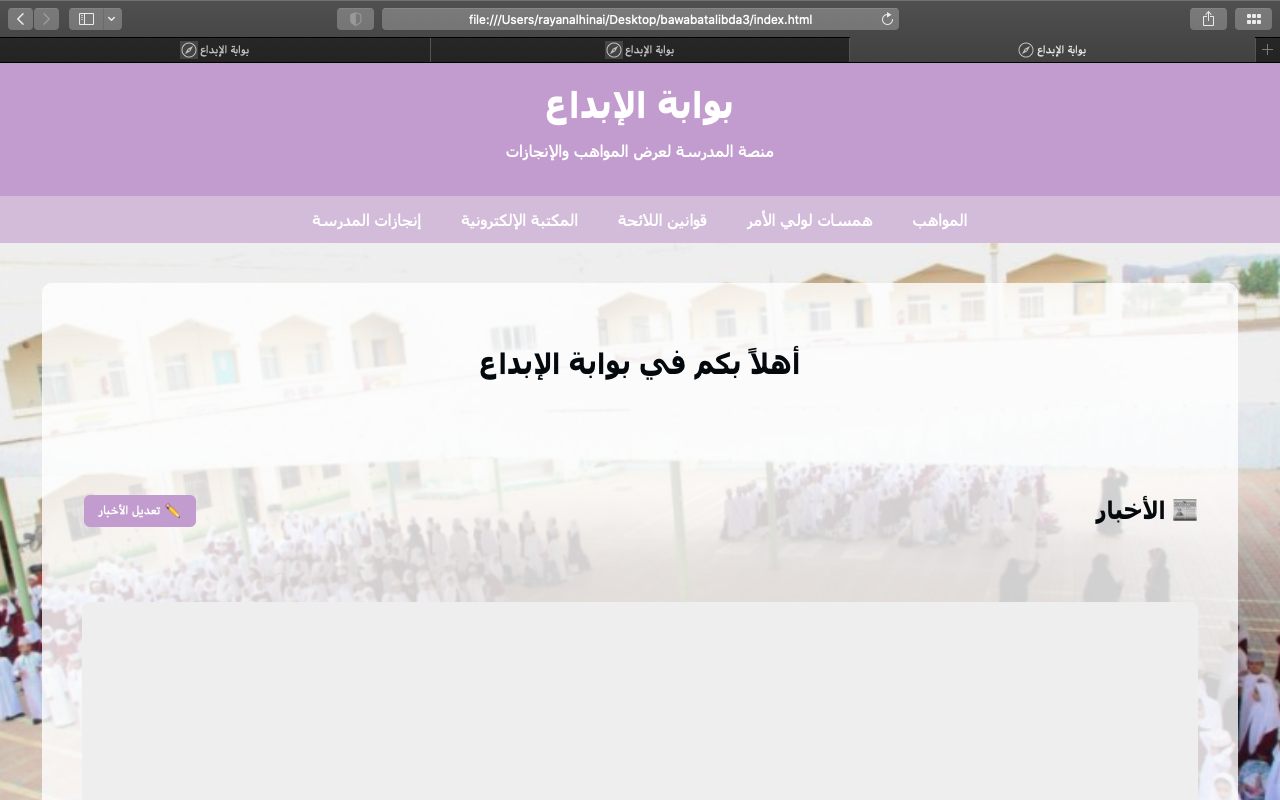 file:///Users/rayanalhinai/Desktop/bawabatalibda3/index.html
بوابة الإبداع
بوابة الإبداع
بوابة الإبداع
بوابة الإبداع
منصة المدرسة لعرض المواهب والإنجازات
المواهب همسات لولي الأمر قوانين اللائحة المكتبة الإلكترونية إنجازات المدرسة
أهلاً بكم في بوابة الإبداع
📰 الأخبار
✏️ تعديل الأخبار